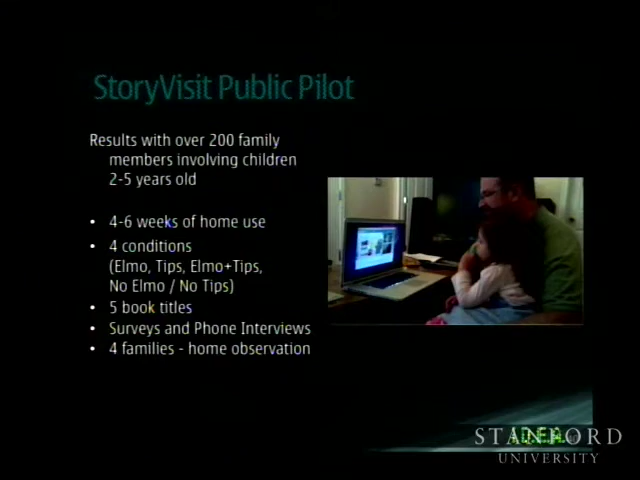 StoryVisit Public Pilot
Results with over 200 family
members involving children
2-5 years old
• 4-6 weeks of home use
• 4 conditions
(Elmo, Tips, Elmo+Tips,
No Elmo / No Tips)
• 5 book titles
• Surveys and Phone Interviews
• 4 families - home observation
STANFORD
UNIVERSITY